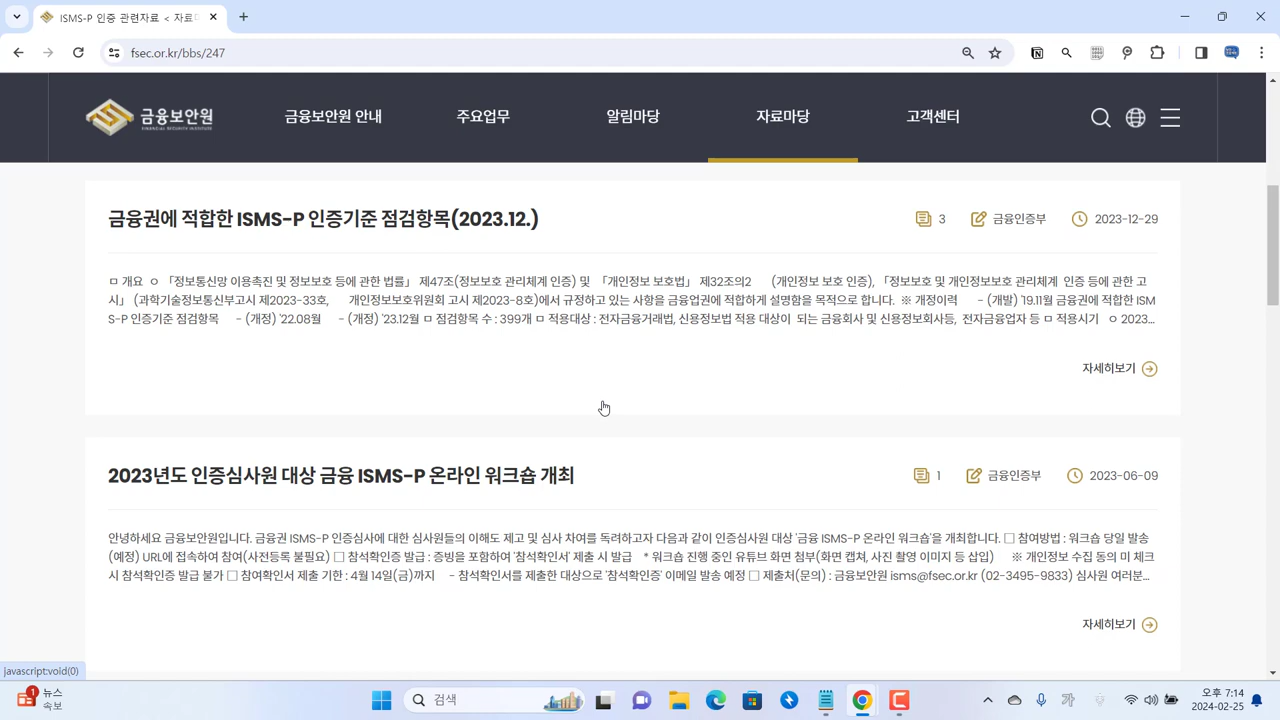 ISMS-P 인증 관련자료 < 자료마
fsec.or.kr/bbs/247
금융보안원
FINANCIAL SECURITY INSTITUTE
금융보안원 안내
주요업무
알림마당
자료마당
고객센터
금융권에 적합한 ISMS-P 인증기준 점검항목(2023.12.)
3
금융인증부
2023-12-29
ㅁ 개요 ㅇ 「정보통신망 이용촉진 및 정보보호 등에 관한 법률」 제47조(정보보호 관리체계 인증) 및 「개인정보 보호법」 제32조의2 (개인정보 보호 인증), 「정보보호 및 개인정보보호 관리체계 인증 등에 관한 고
시」 (과학기술정보통신부고시 제2023-33호, 개인정보보호위원회 고시 제2023-8호)에서 규정하고 있는 사항을 금융업권에 적합하게 설명함을 목적으로 합니다. ※ 개정이력 - (개발) '19.11월 금융권에 적합한 ISM
S-P 인증기준 점검항목 - (개정) '22.08월 - (개정) '23.12월 ㅁ 점검항목 수 : 399개 ㅁ 적용대상 : 전자금융거래법, 신용정보법 적용 대상이 되는 금융회사 및 신용정보회사등, 전자금융업자 등 ㅁ 적용시기 ㅇ 2023...
자세히보기
2023년도 인증심사원 대상 금융 ISMS-P 온라인 워크숍 개최
1
금융인증부
2023-06-09
안녕하세요 금융보안원입니다. 금융권 ISMS-P 인증심사에 대한 심사원들의 이해도 제고 및 심사 참여를 독려하고자 다음과 같이 인증심사원 대상 '금융 ISMS-P 온라인 워크숍'을 개최합니다. □ 참여방법 : 워크숍 당일 발송
(예정) URL에 접속하여 참여(사전등록 불필요) □ 참석확인증 발급 : 증빙을 포함하여 '참석확인서' 제출 시 발급 * 워크숍 진행 중인 유튜브 화면 첨부(화면 캡쳐, 사진 촬영 이미지 등 삽입) ※ 개인정보 수집 동의 미 체크
시 참석확인증 발급 불가 □ 참여확인서 제출 기한 : 4월 14일(금)까지 - 참석확인서를 제출한 대상으로 '참석확인증' 이메일 발송 예정 □ 제출처(문의) : 금융보안원 isms@fsec.or.kr (02-3495-9833) 심사원 여러분...
자세히보기
javascript:void(0)
1
뉴스
속보
검색
오후 7:14
2024-02-25